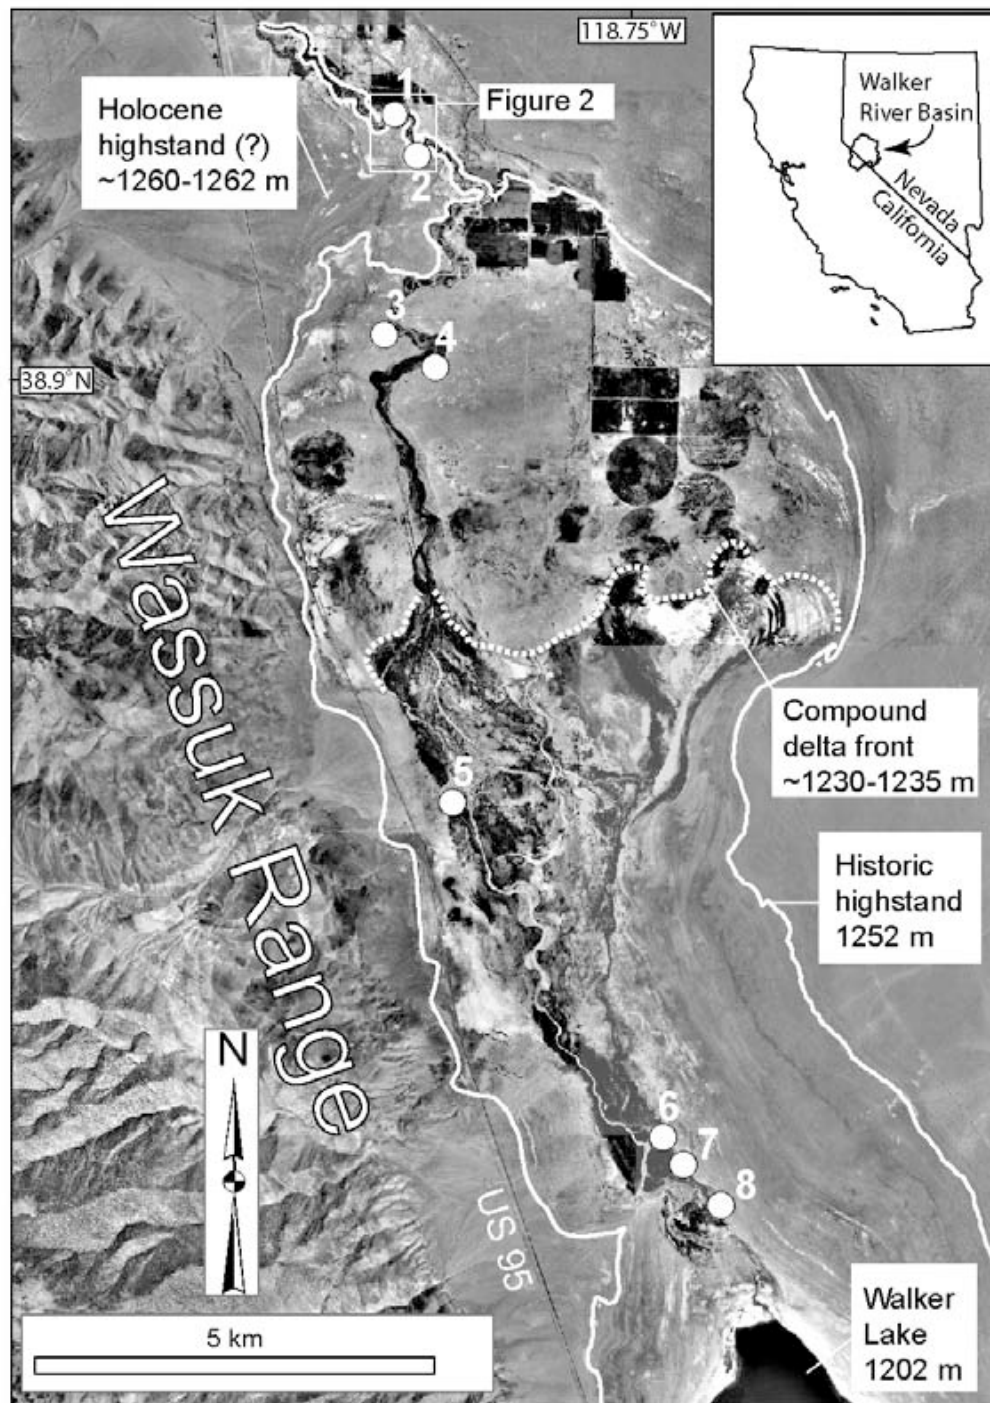 118.75° W
Walker
River Basin
Nevada
California
Holocene
highstand (?)
~1260-1262 m
1
Figure 2
2
3
4
38.9° N
Wassuk Range
5
Compound
delta front
~1230-1235 m
Historic
highstand
1252 m
6
7
8
N
US 95
Walker
Lake
1202 m
5 km